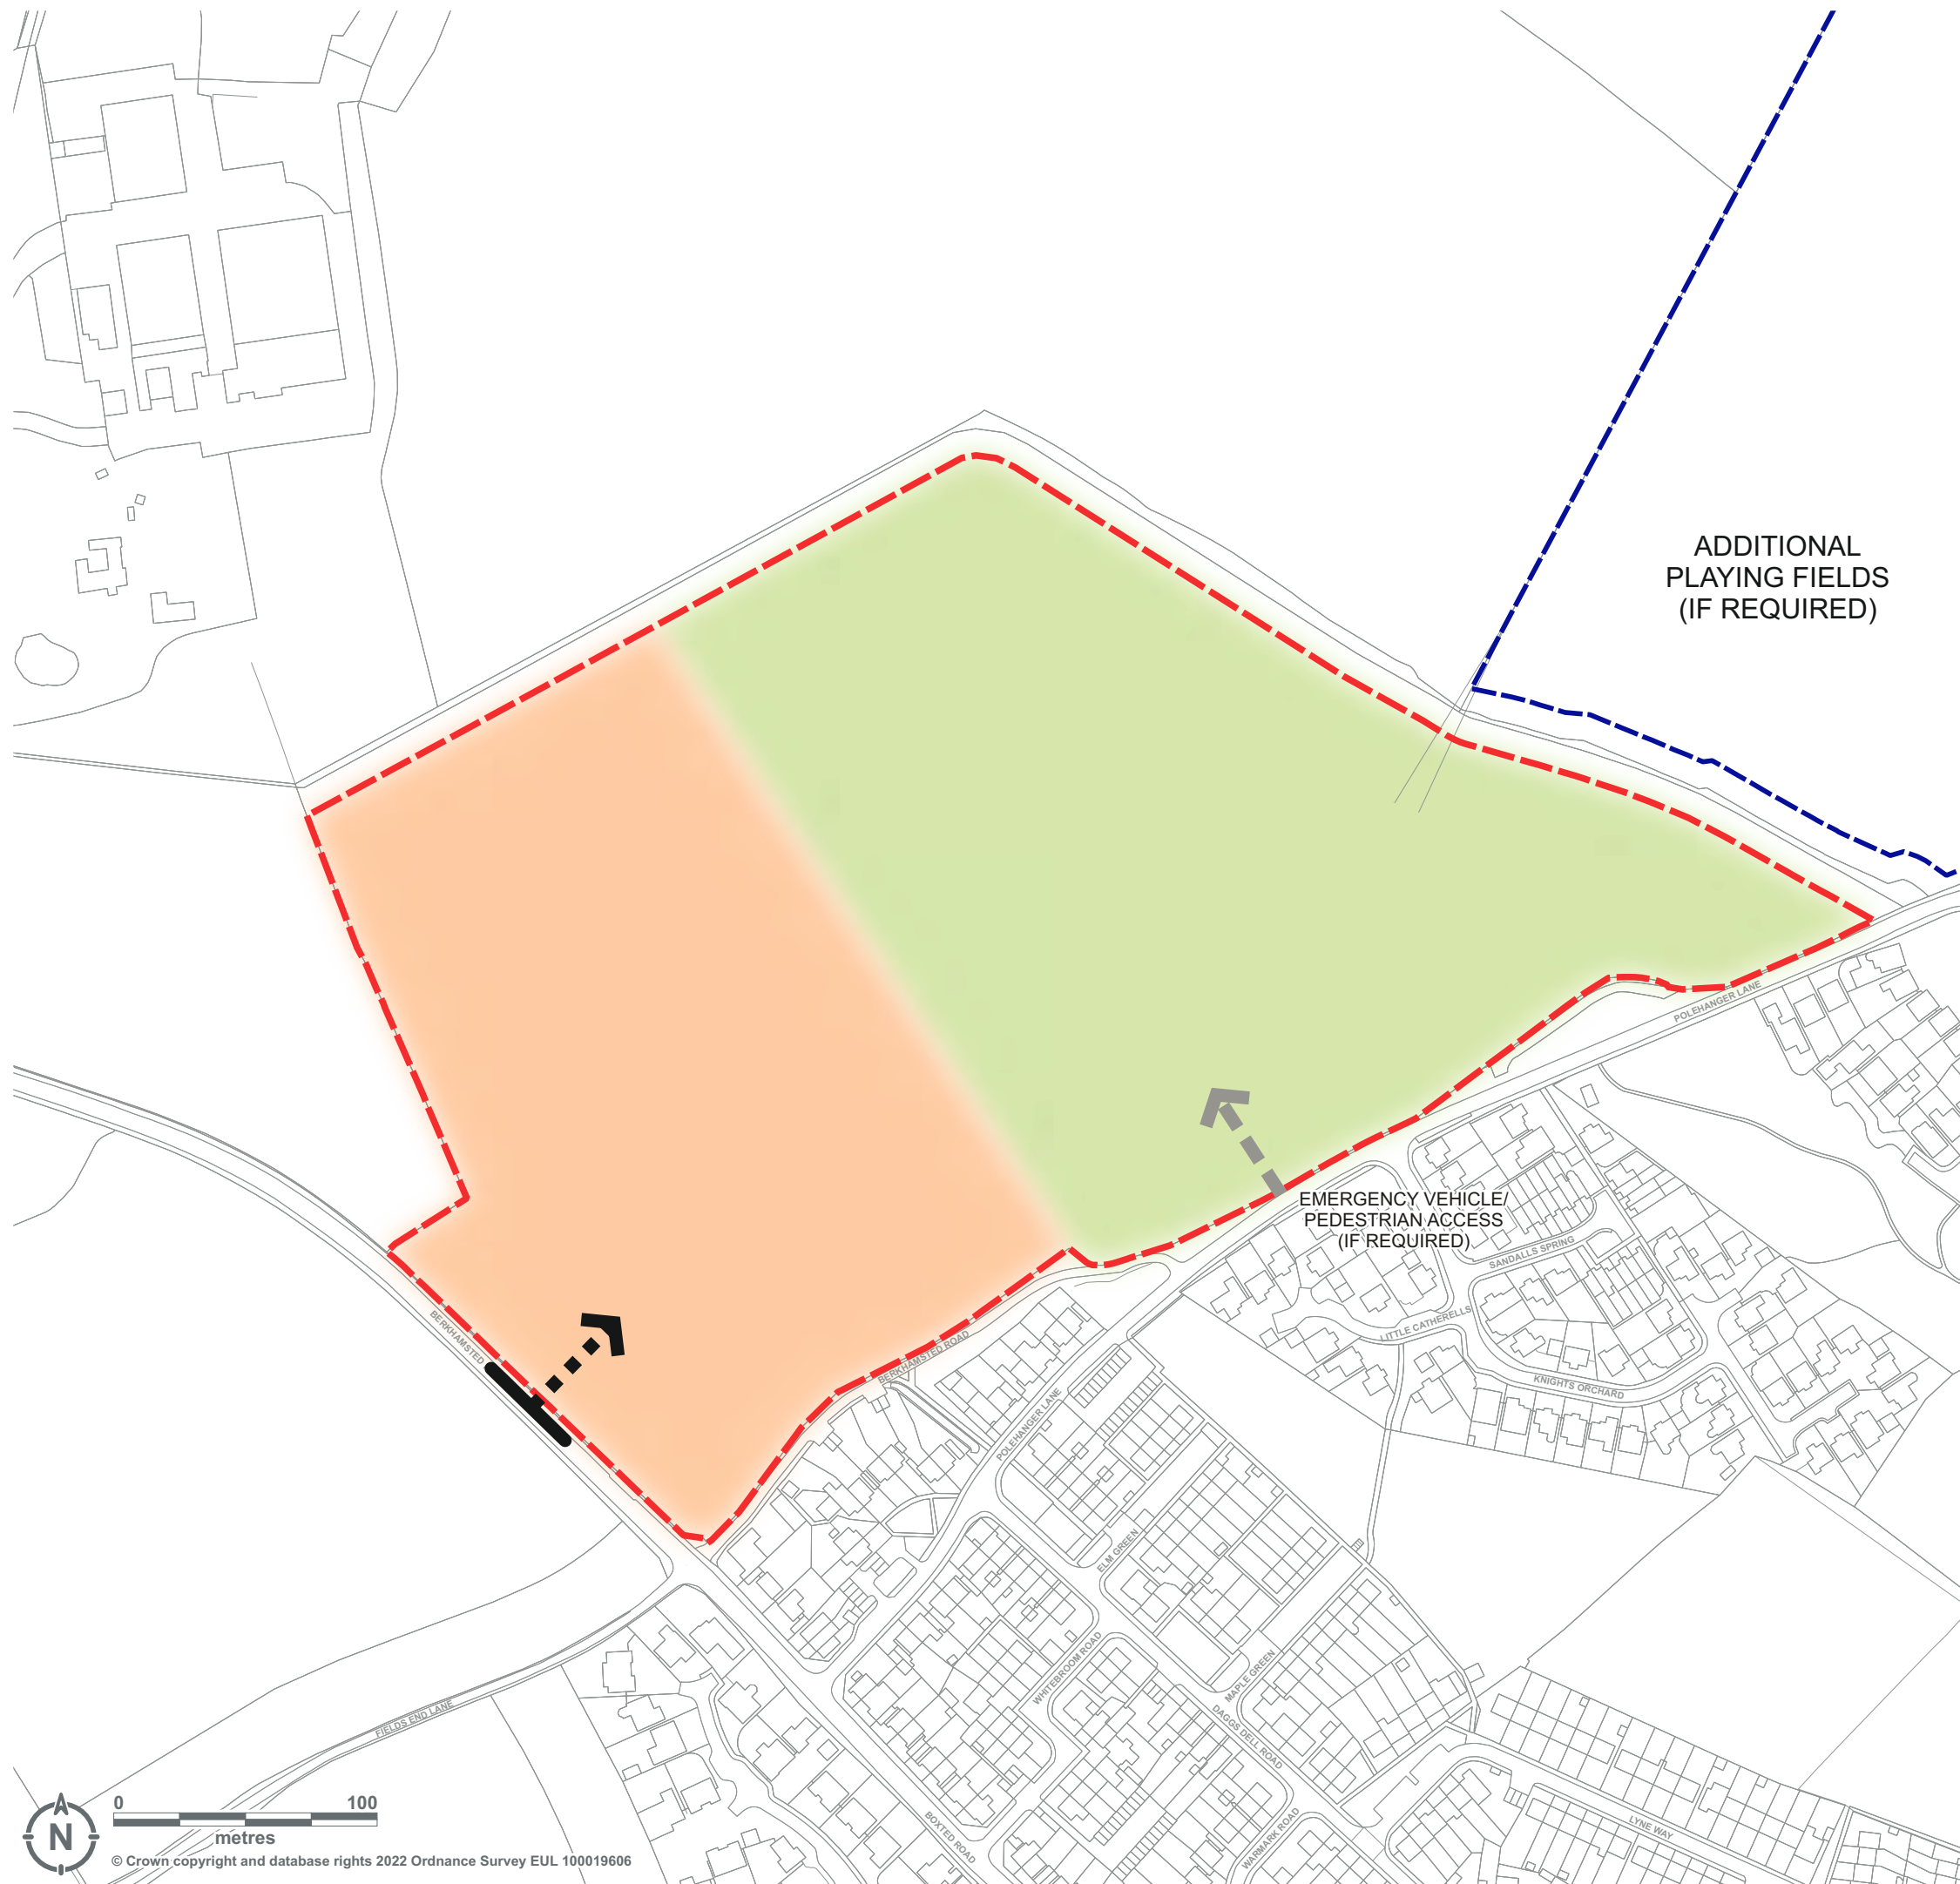 ADDITIONAL
PLAYING FIELDS
(IF REQUIRED)
POLEHANGER LANE
EMERGENCY VEHICLE/
PEDESTRIAN ACCESS
(IF REQUIRED)
SANDALLS SPRING
LITTLE CATHERELLS
KNIGHTS ORCHARD
BERKHAMSTED
BERKHAMSTED ROAD
POLEHANGER LANE
ELM GREEN
WHITEBROOM ROAD
MAPLE GREEN
DAGGS DELL ROAD
FIELDS END LANE
BOXTED ROAD
WARMARK ROAD
LYNE WAY
N
0 100
metres
© Crown copyright and database rights 2022 Ordnance Survey EUL 100019606